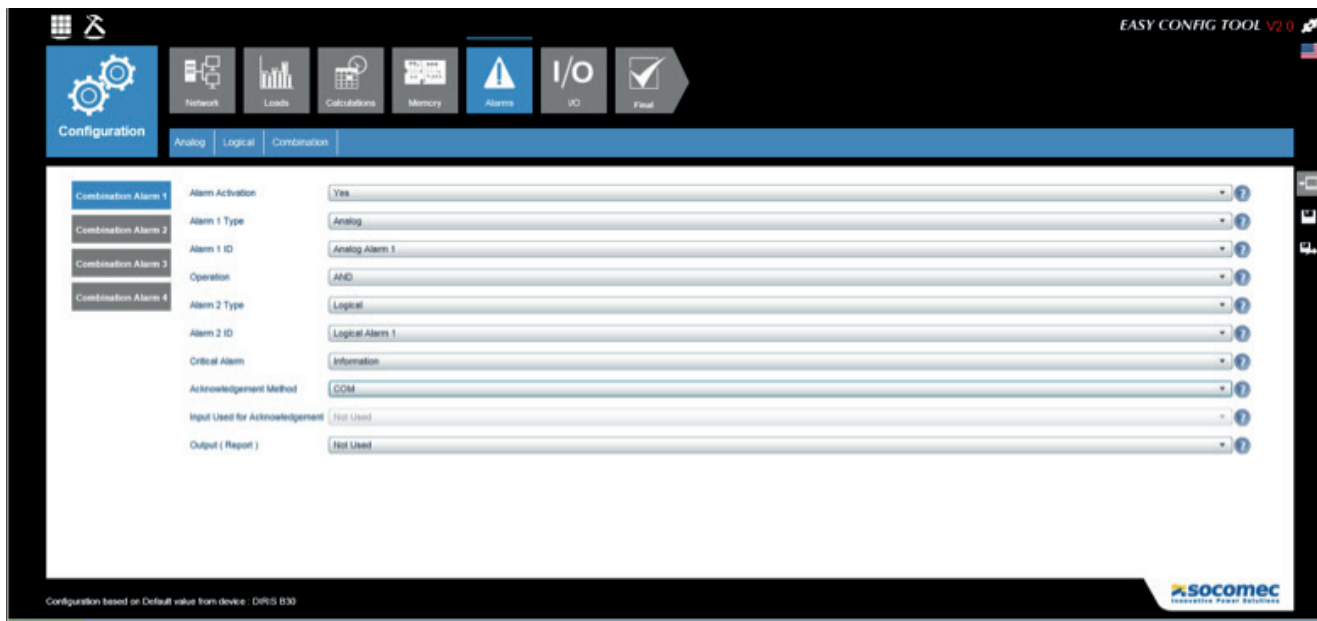 EASY CONFIG TOOL V2.0
Configuration
Network
Loads
Calculations
Memory
Alarms
I/O
I/O
Final
Analog
Logical
Combination
Combination Alarm 1
Combination Alarm 2
Combination Alarm 3
Combination Alarm 4
Alarm Activation Yes
Alarm 1 Type Analog
Alarm 1 ID Analog Alarm 1
Operation AND
Alarm 2 Type Logical
Alarm 2 ID Logical Alarm 1
Critical Alarm Information
Acknowledgement Method COM
Input Used for Acknowledgement Not Used
Output ( Report ) Not Used
Configuration based on Default value from device : DIRIS B30
socomec
Innovative Power Solutions